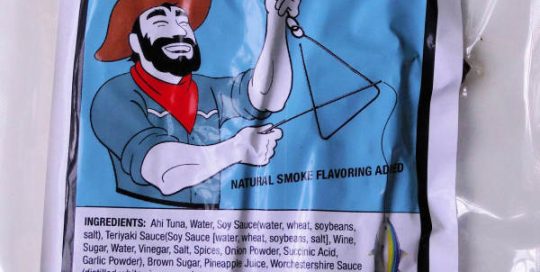 NATURAL SMOKE FLAVORING ADDED
INGREDIENTS: Ahi Tuna, Water, Soy Sauce(water, wheat, soybeans,
salt), Teriyaki Sauce(Soy Sauce [water, wheat, soybeans, salt], Wine,
Sugar, Water, Vinegar, Salt, Spices, Onion Powder, Succinic Acid,
Garlic Powder), Brown Sugar, Pineapple Juice, Worchestershire Sauce